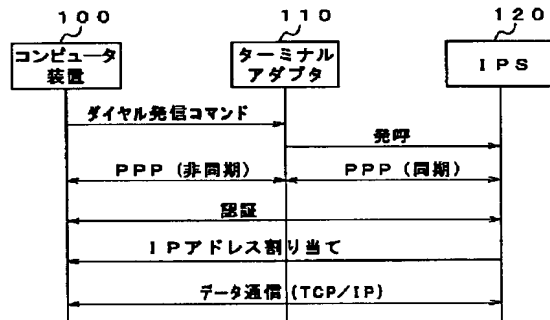 100
110
120
コンピュータ
装置
ターミナル
アダプタ
IPS
ダイヤル発信コマンド
発呼
PPP (非同期)
PPP (同期)
認証
IPアドレス割り当て
データ通信 (TCP/IP)